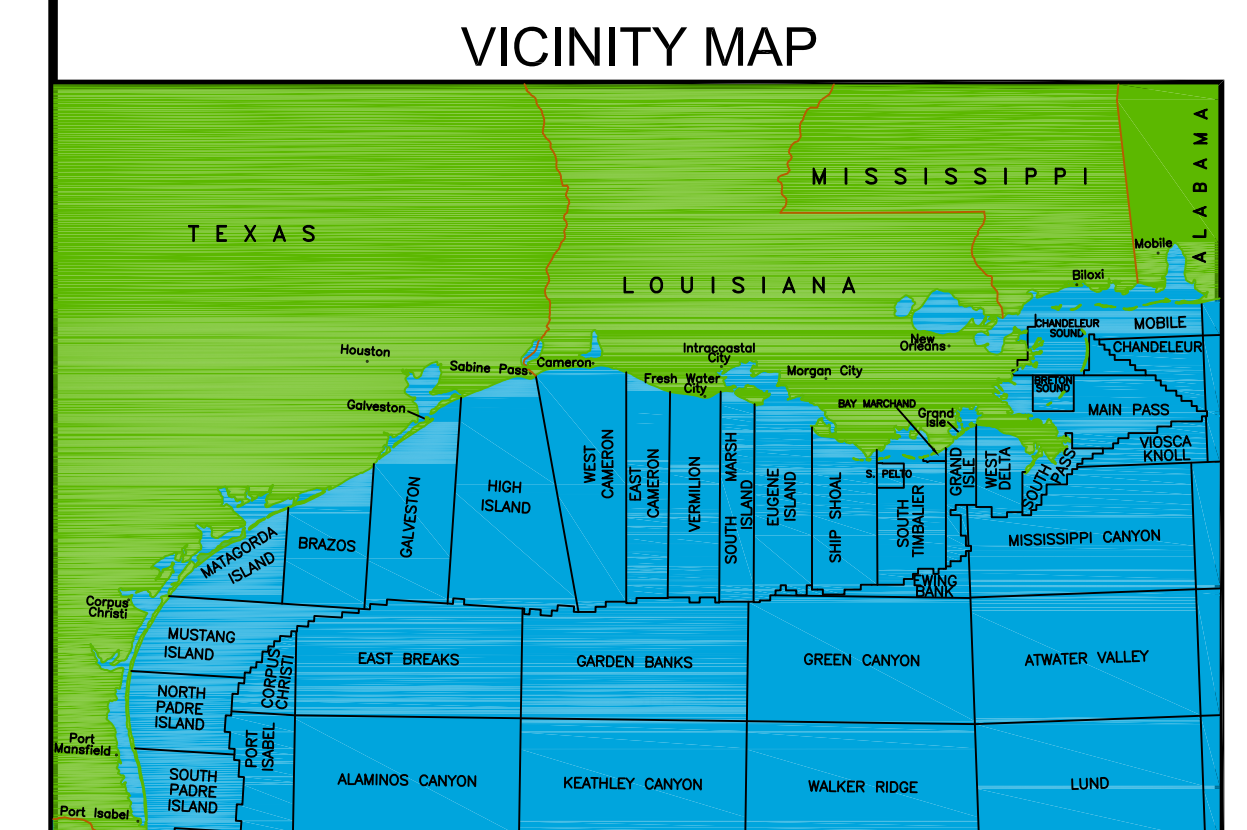 VICINITY MAP
ALABAMA
MISSISSIPPI
TEXAS
LOUISIANA
Mobile
Biloxi
CHANDELEUR
SOUND
MOBILE
New
Orleans
CHANDELEUR
Houston
Intracoastal
City
Sabine Pass
Cameron
Morgan City
Fresh Water
City
BRETON
SOUND
Galveston
BAY MARCHAND
Grand
Isle
MAIN PASS
VIOSCA
KNOLL
WEST
CAMERON
EAST
CAMERON
VERMILION
SOUTH MARSH
ISLAND
EUGENE
ISLAND
SHIP SHOAL
S. PELTO
SOUTH
TIMBALIER
GRAND
ISLE
WEST
DELTA
SOUTH
PASS
HIGH
ISLAND
GALVESTON
BRAZOS
MATAGORDA
ISLAND
MISSISSIPPI CANYON
EWING
BANK
Corpus
Christi
MUSTANG
ISLAND
CORPUS
CHRISTI
EAST BREAKS
GARDEN BANKS
GREEN CANYON
ATWATER VALLEY
NORTH
PADRE
ISLAND
Port
Mansfield
PORT
ISABEL
SOUTH
PADRE
ISLAND
ALAMINOS CANYON
KEATHLEY CANYON
WALKER RIDGE
LUND
Port Isabel